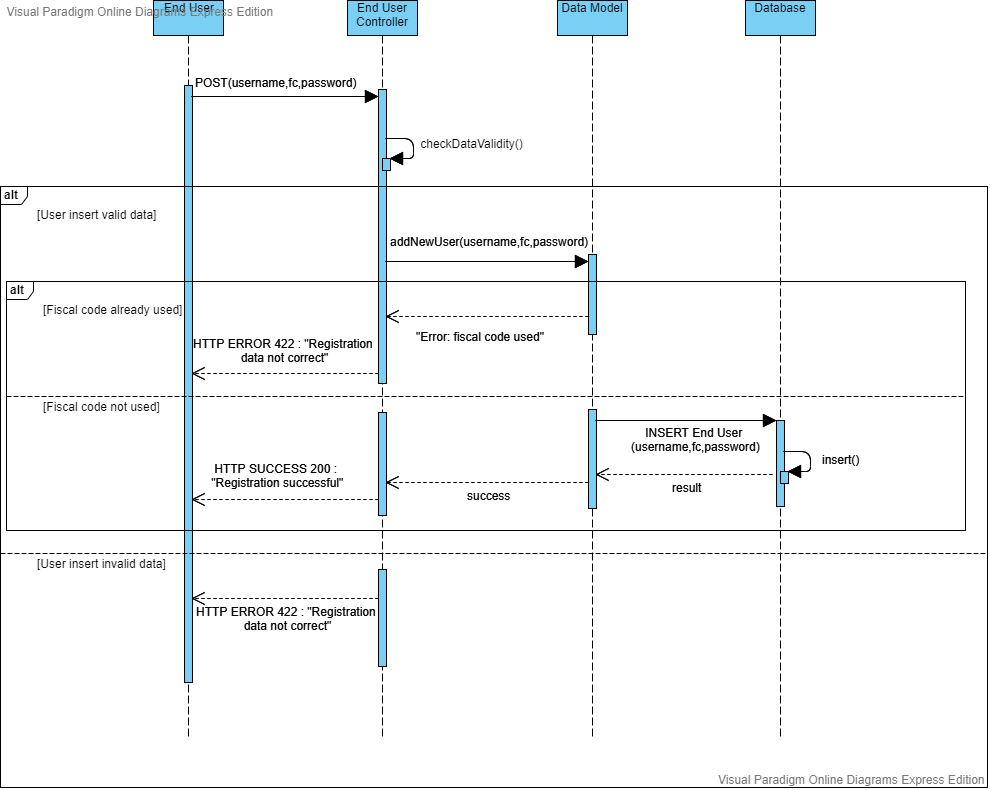 Visual Paradigm Online Diagrams Express Edition
End User
End User
Controller
Data Model
Database
POST(username,fc,password)
checkDataValidity()
alt
[User insert valid data]
addNewUser(username,fc,password)
alt
[Fiscal code already used]
"Error: fiscal code used"
HTTP ERROR 422 : "Registration
data not correct"
[Fiscal code not used]
INSERT End User
(username,fc,password)
insert()
HTTP SUCCESS 200 :
"Registration successful"
result
success
[User insert invalid data]
HTTP ERROR 422 : "Registration
data not correct"
Visual Paradigm Online Diagrams Express Edition